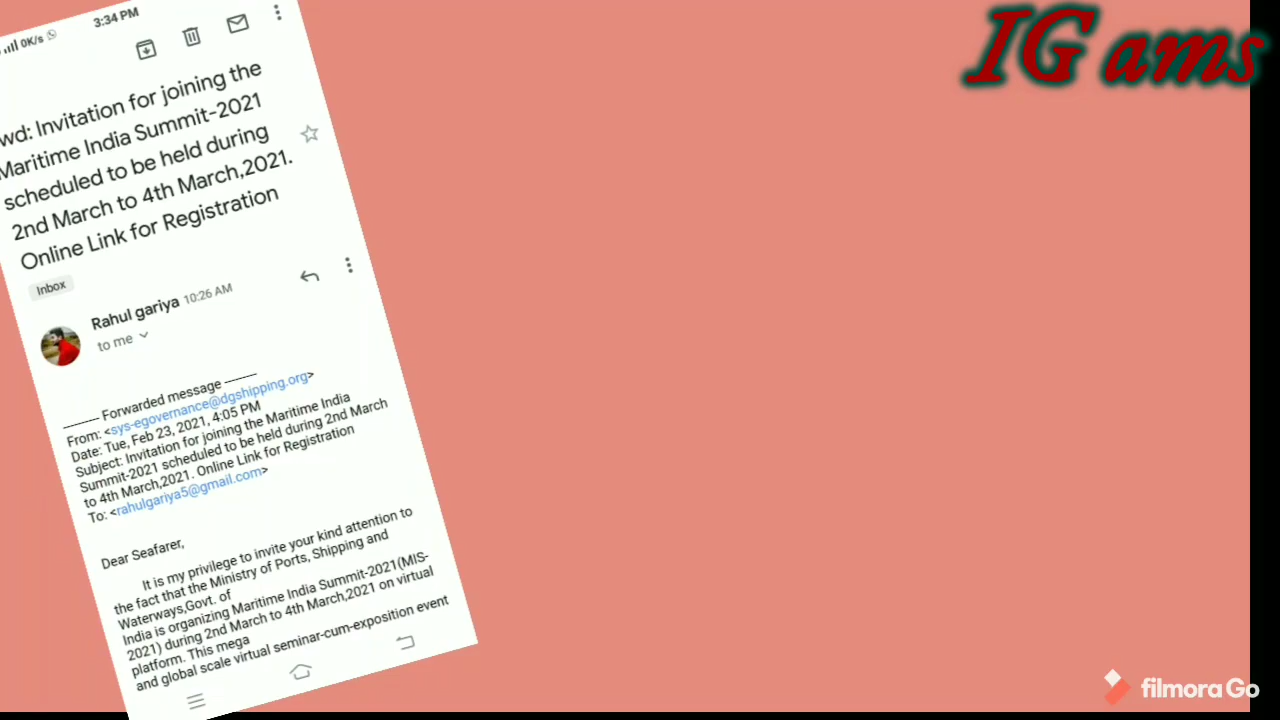 3:34 PM
0K/s
IG ams
wd: Invitation for joining the
Maritime India Summit-2021
scheduled to be held during
2nd March to 4th March,2021.
Online Link for Registration
Inbox
Rahul gariya 10:26 AM
to me
------ Forwarded message ------
From: <sys-egovernance@dgshipping.org>
Date: Tue, Feb 23, 2021, 4:05 PM
Subject: Invitation for joining the Maritime India
Summit-2021 scheduled to be held during 2nd March
to 4th March,2021. Online Link for Registration
To: <rahulgariya5@gmail.com>
Dear Seafarer,
It is my privilege to invite your kind attention to
the fact that the Ministry of Ports, Shipping and
Waterways,Govt. of
India is organizing Maritime India Summit-2021(MIS-
2021) during 2nd March to 4th March,2021 on virtual
platform. This mega
and global scale virtual seminar-cum-exposition event
filmoraGo